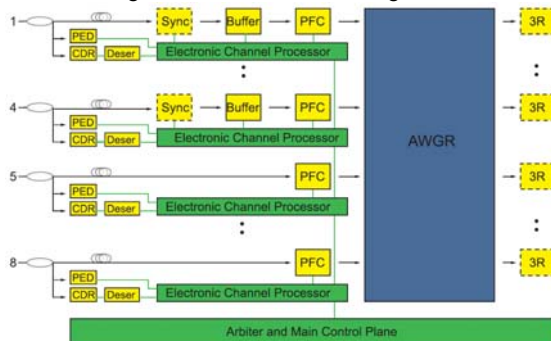 1 Sync Buffer PFC 3R
PED
CDR Deser Electronic Channel Processor
4 Sync Buffer PFC 3R
PED
CDR Deser Electronic Channel Processor
AWGR
5 PFC 3R
PED
CDR Deser Electronic Channel Processor
8 PFC 3R
PED
CDR Deser Electronic Channel Processor
Arbiter and Main Control Plane